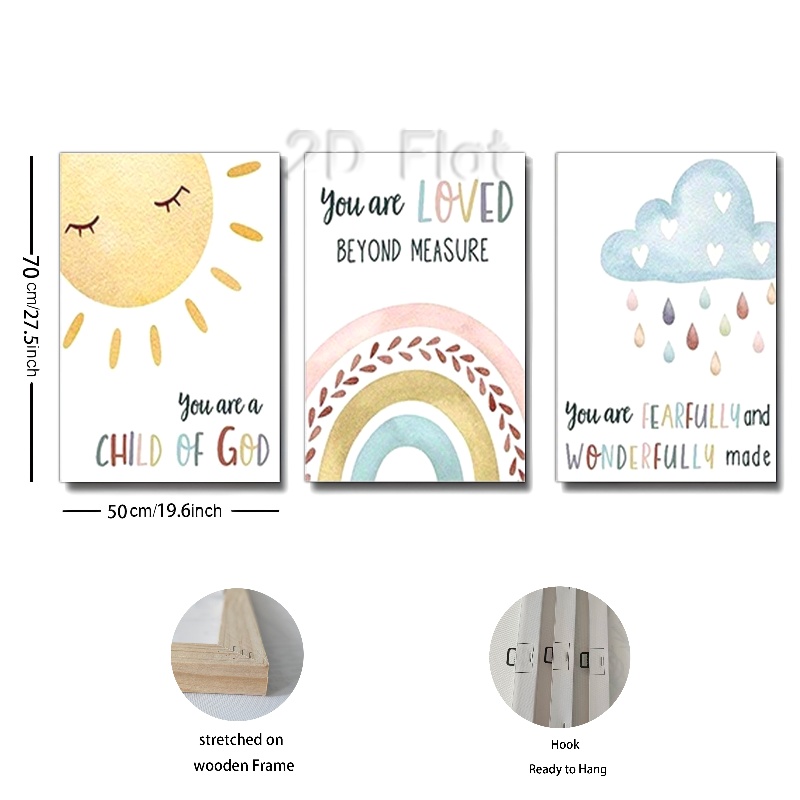 2D Flat
You are a
CHILD OF GOD
You are LOVED
BEYOND MEASURE
You are FEARFULLY and
WONDERFULLY made
70 cm/27.5inch
50cm/19.6inch
stretched on
wooden Frame
Hook
Ready to Hang